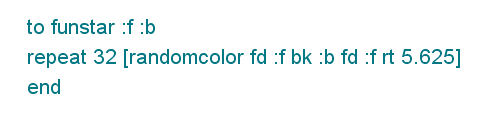 to funstar :f :b
repeat 32 [randomcolor fd :f bk :b fd :f rt 5.625]
end